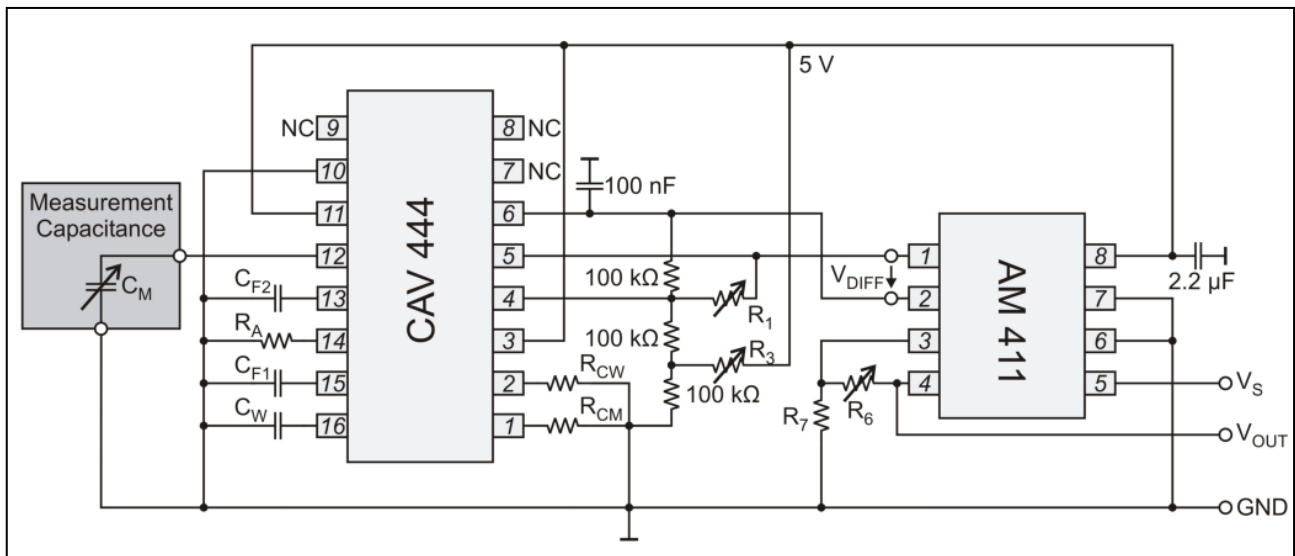 5 V
NC 9
8 NC
10
7 NC
100 nF
Measurement
Capacitance
11
6
12
5
1
8
CAV 444
AM 411
100 kΩ
V_DIFF
2.2 µF
C_M
C_F2
13
4
R_1
2
7
R_A
14
3
100 kΩ
R_3
3
6
C_F1
15
2
R_CW
100 kΩ
4
5
V_S
R_7
R_6
C_W
16
1
R_CM
V_OUT
GND